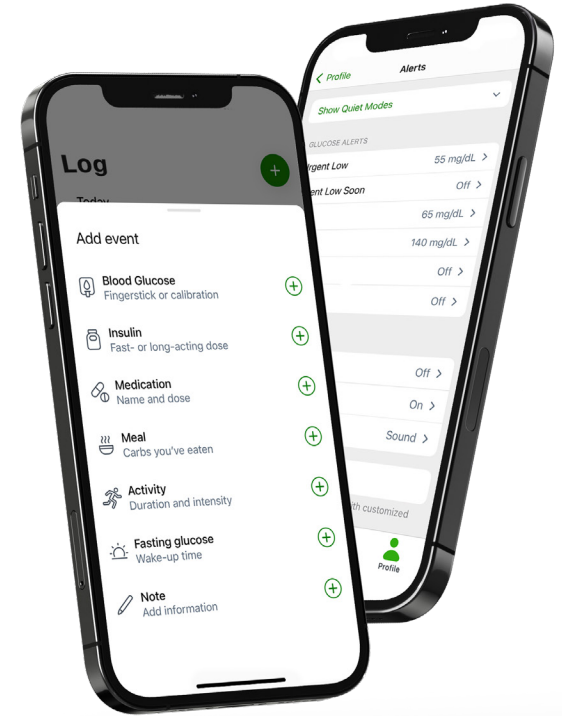 Log
+
Today
Add event
Blood Glucose
Fingerstick or calibration
Insulin
Fast- or long-acting dose
Medication
Name and dose
Meal
Carbs you've eaten
Activity
Duration and intensity
Fasting glucose
Wake-up time
Note
Add information
Profile
Alerts
Show Quiet Modes
GLUCOSE ALERTS
rgent Low 55 mg/dL
ent Low Soon Off
65 mg/dL
140 mg/dL
Off
Off
Off
On
Sound
ith customized
Profile